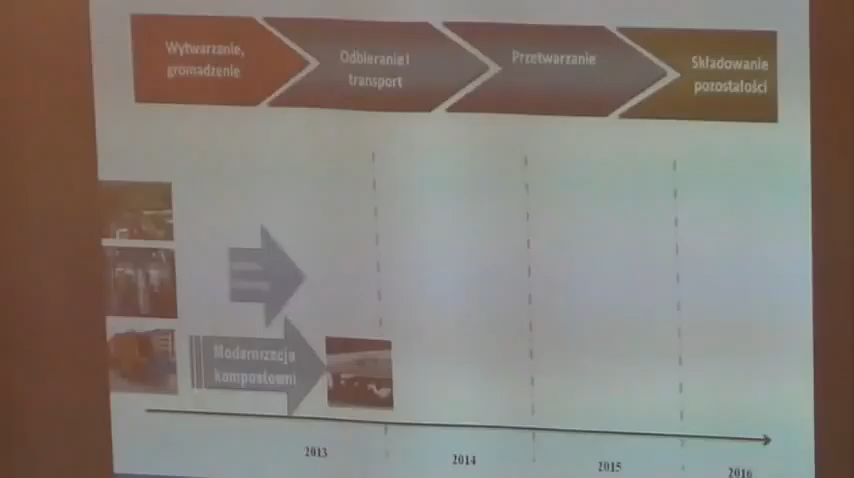 Wytwarzanie,
gromadzenie
Odbieranie i
transport
Przetwarzanie
Składowanie
pozostałości
Modernizacja
kompostowni
2013
2014
2015
2016